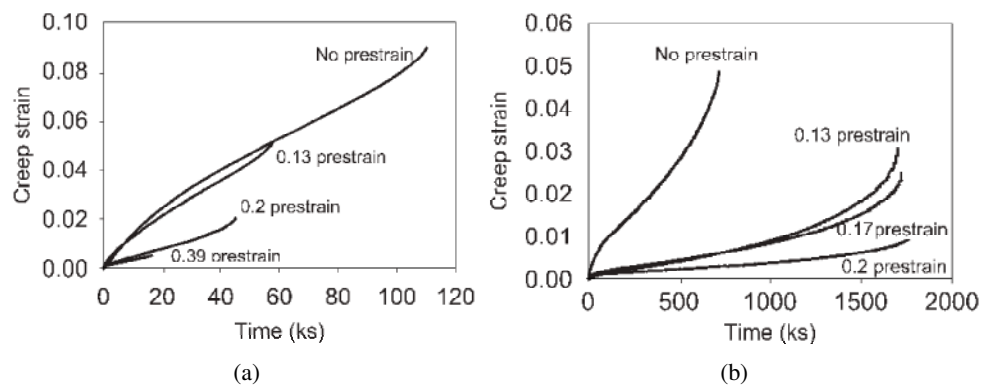 0.10
0.08
0.06
0.04
0.02
0.00
Creep strain
No prestrain
0.13 prestrain
0.2 prestrain
0.39 prestrain
0 20 40 60 80 100 120
Time (ks)
(a)
0.06
0.05
0.04
0.03
0.02
0.01
0.00
Creep strain
No prestrain
0.13 prestrain
0.17prestrain
0.2 prestrain
0 500 1000 1500 2000
Time (ks)
(b)